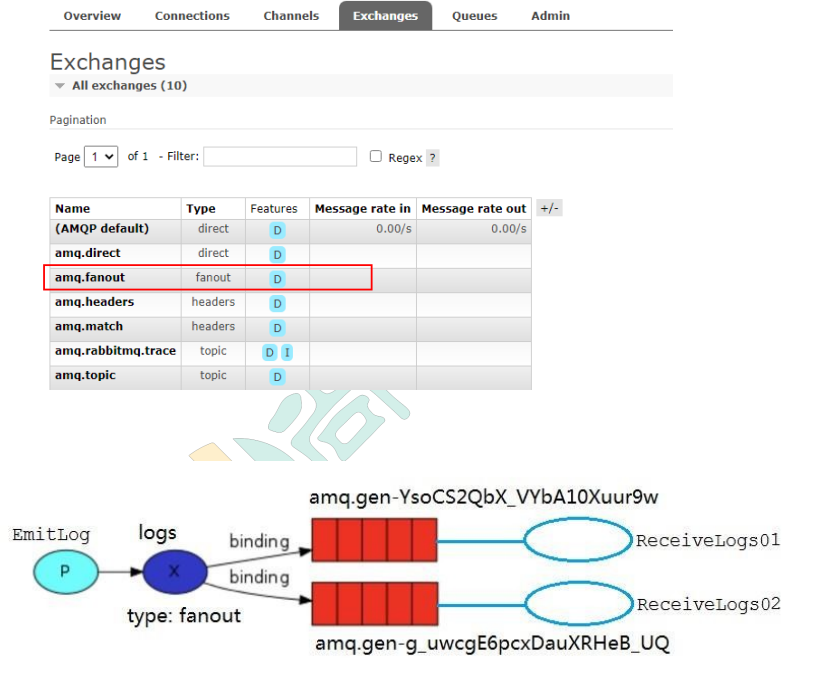 Overview Connections Channels Exchanges Queues Admin
Exchanges
All exchanges (10)
Pagination
Page 1 of 1 - Filter: Regex ?
Name Type Features Message rate in Message rate out +/-
(AMQP default) direct D 0.00/s 0.00/s
amq.direct direct D
amq.fanout fanout D
amq.headers headers D
amq.match headers D
amq.rabbitmq.trace topic D I
amq.topic topic D
amq.gen-YsoCS2QbX_VYbA10Xuur9w
EmitLog logs binding ReceiveLogs01
P X binding
type: fanout ReceiveLogs02
amq.gen-g_uwcgE6pcxDauXRHeB_UQ